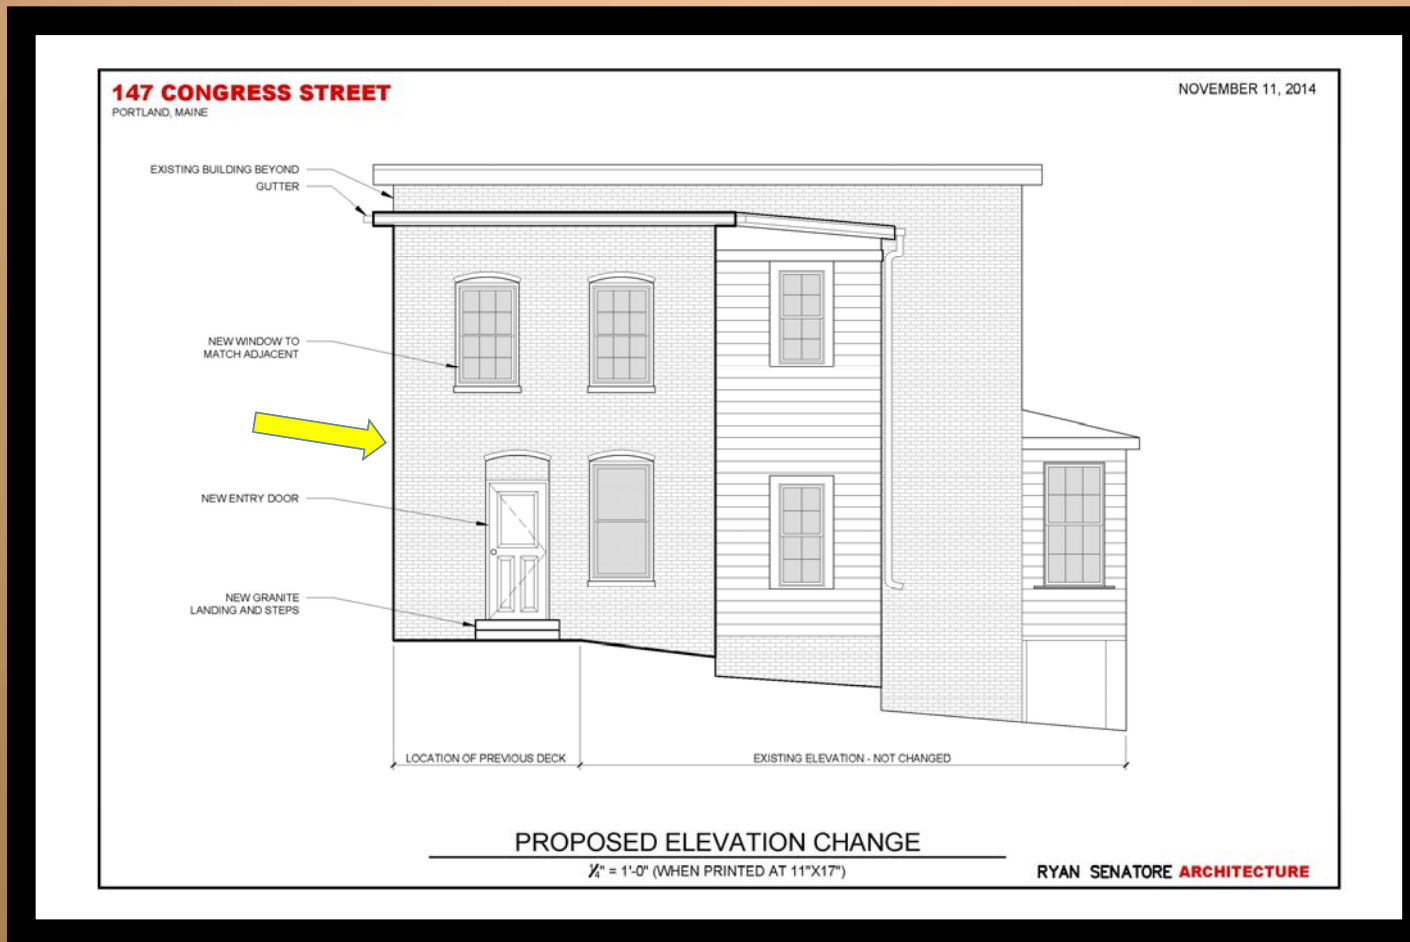 147 CONGRESS STREET
PORTLAND, MAINE
NOVEMBER 11, 2014
EXISTING BUILDING BEYOND
GUTTER
NEW WINDOW TO
MATCH ADJACENT
NEW ENTRY DOOR
NEW GRANITE
LANDING AND STEPS
LOCATION OF PREVIOUS DECK
EXISTING ELEVATION - NOT CHANGED
PROPOSED ELEVATION CHANGE
¼" = 1'-0" (WHEN PRINTED AT 11"X17")
RYAN SENATORE ARCHITECTURE